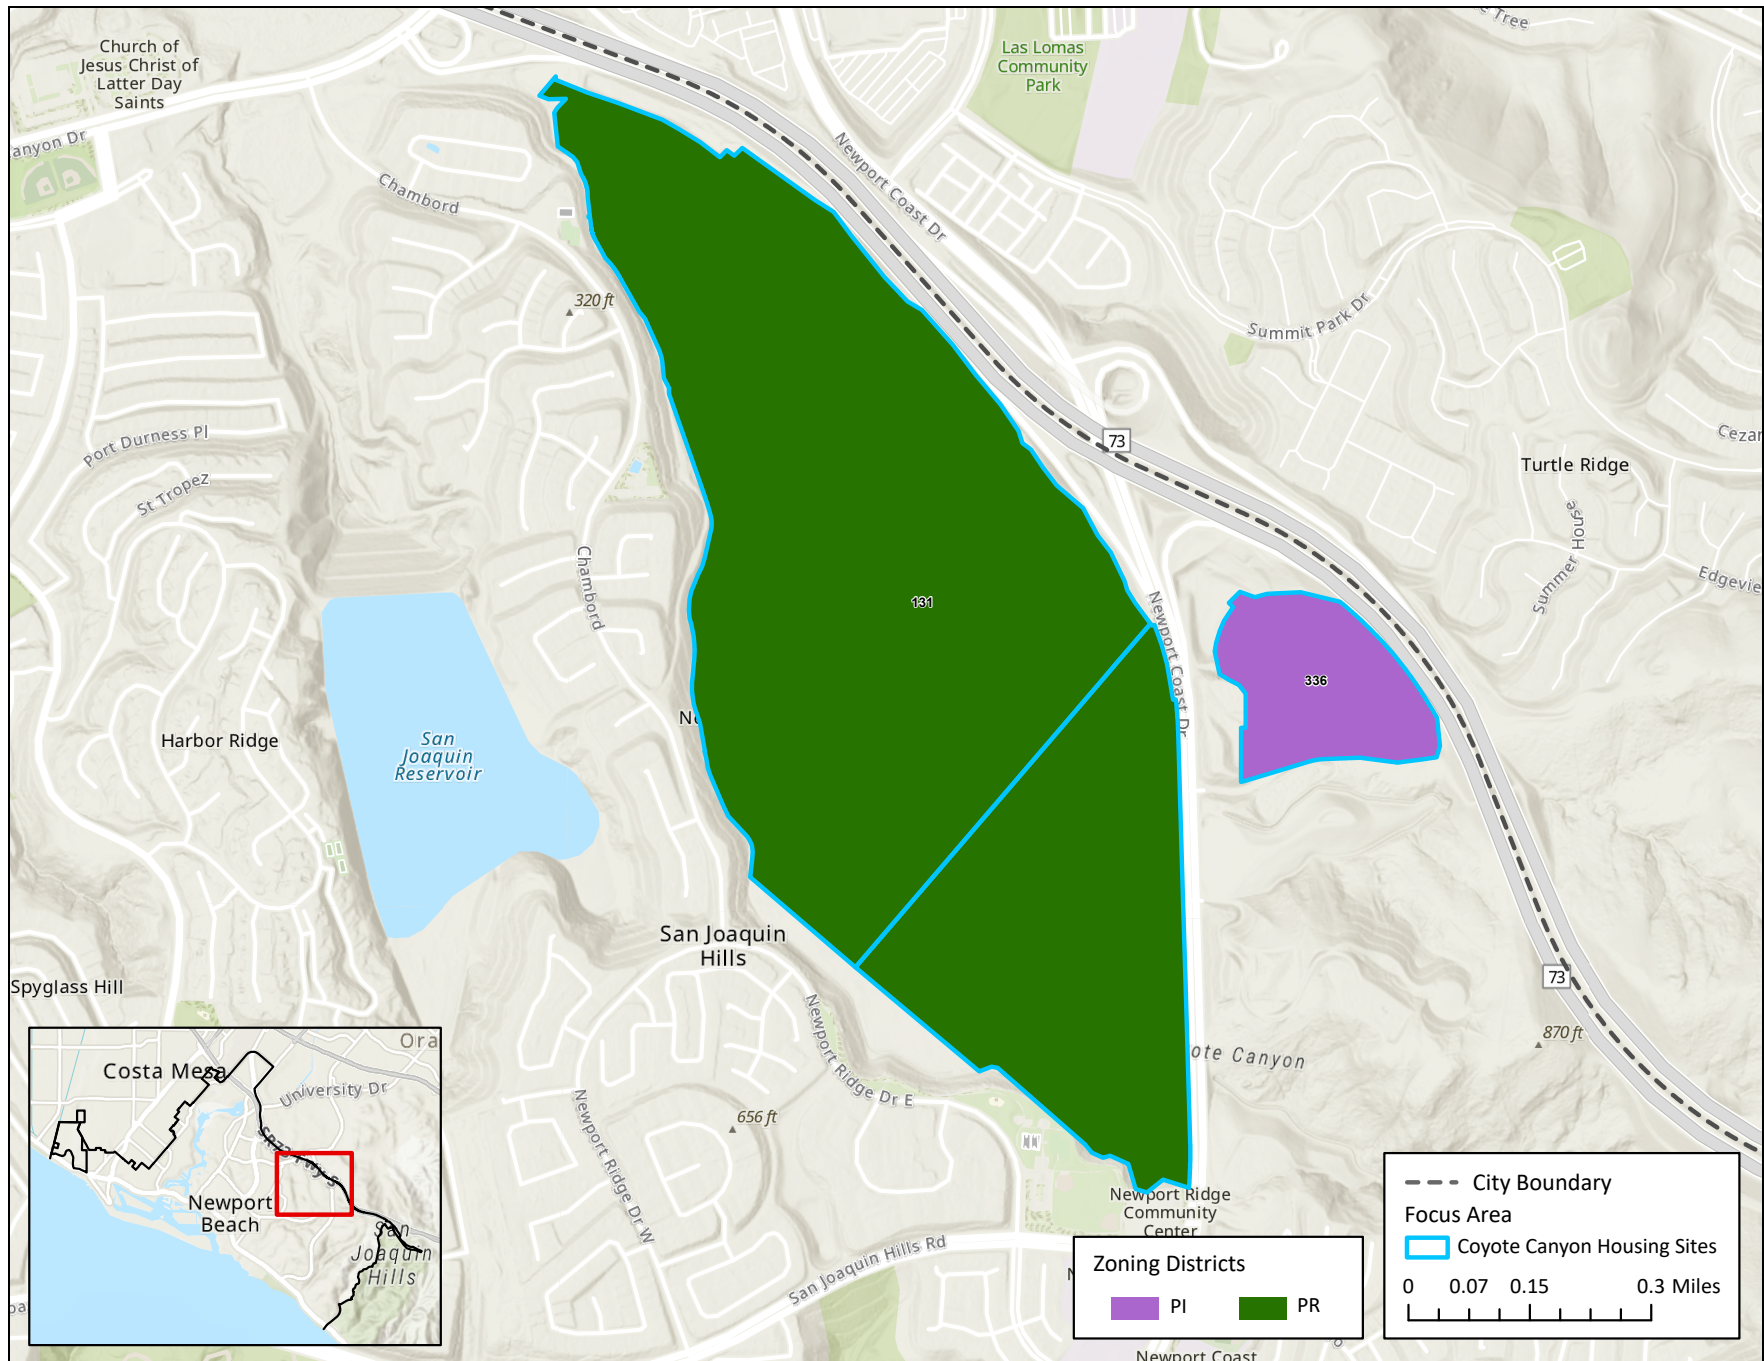 Church of
Jesus Christ of
Latter Day
Saints
anyon Dr
Las Lomas
Community
Park
e Tree
Newport Coast Dr
Chambord
320 ft
Summit Park Dr
Port Durness Pl
St Tropez
73
Turtle Ridge
Cezar
Summer House
Edgevie
Chambord
131
Newport Coast Dr
336
Harbor Ridge
San
Joaquin
Reservoir
San Joaquin
Hills
Spyglass Hill
73
870 ft
ote Canyon
Newport Ridge Dr E
656 ft
Newport Ridge Dr W
San Joaquin Hills Rd
Newport Ridge
Community
Center
Newport Coast
Ora
Costa Mesa
University Dr
Newport
Beach
San
Joaquin
Hills
Zoning Districts
PI PR
City Boundary
Focus Area
Coyote Canyon Housing Sites
0 0.07 0.15 0.3 Miles